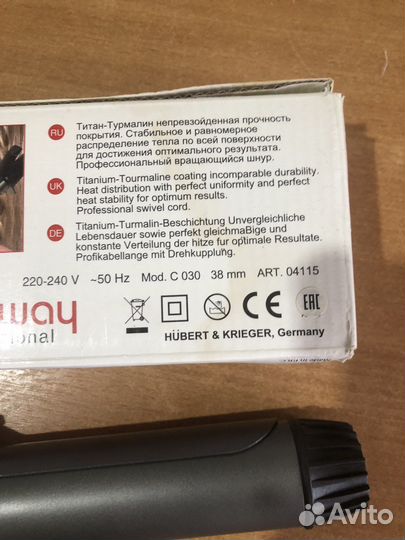 RU
Титан-Турмалин непревзойденная прочность
покрытия. Стабильное и равномерное
распределение тепла по всей поверхности
для достижения оптимального результата.
Профессиональный вращающийся шнур.
UK
Titanium-Tourmaline coating incomparable durability.
Heat distribution with perfect uniformity and perfect
heat stability for optimum results.
Professional swivel cord.
DE
Titanium-Turmalin-Beschichtung Unvergleichliche
Lebensdauer sowie perfekt gleichmaBige und
konstante Verteilung der hitze fur optimale Resultate.
Profikabellange mit Drehkupplung.
220-240 V ~50 Hz Mod. C 030 38 mm ART. 04115
way
ional
CE EAC
HÜBERT & KRIEGER, Germany
Avito